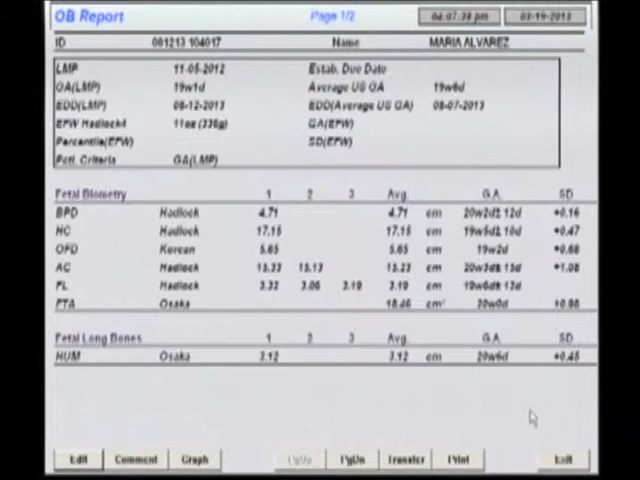 OB Report Page 1/2 04:07:38 pm 03-19-2013
ID 081213 104017 Name MARIA ALVAREZ
LMP 11-05-2012 Estab. Due Date
GA(LMP) 19w1d Average US GA 19w6d
EDD(LMP) 08-12-2013 EDD(Average US GA) 08-07-2013
EFW Hadlock4 11oz (330g) GA(EFW)
Percentile(EFW) SD(EFW)
Pctl. Criteria GA(LMP)
Fetal Biometry 1 2 3 Avg. GA SD
BPD Hadlock 4.71 4.71 cm 20w2d± 12d +0.16
HC Hadlock 17.15 17.15 cm 19w5d± 10d +0.47
OFD Korean 5.65 5.65 cm 19w2d +0.68
AC Hadlock 15.33 15.13 15.23 cm 20w3d± 15d +1.08
FL Hadlock 3.32 3.06 3.19 3.19 cm 19w6d± 13d
FTA Osaka 18.46 cm² 20w0d +0.98
Fetal Long Bones 1 2 3 Avg. GA SD
HUM Osaka 3.12 3.12 cm 20w6d +0.45
Edit Comment Graph PgUp PgDn Transfer Print Exit